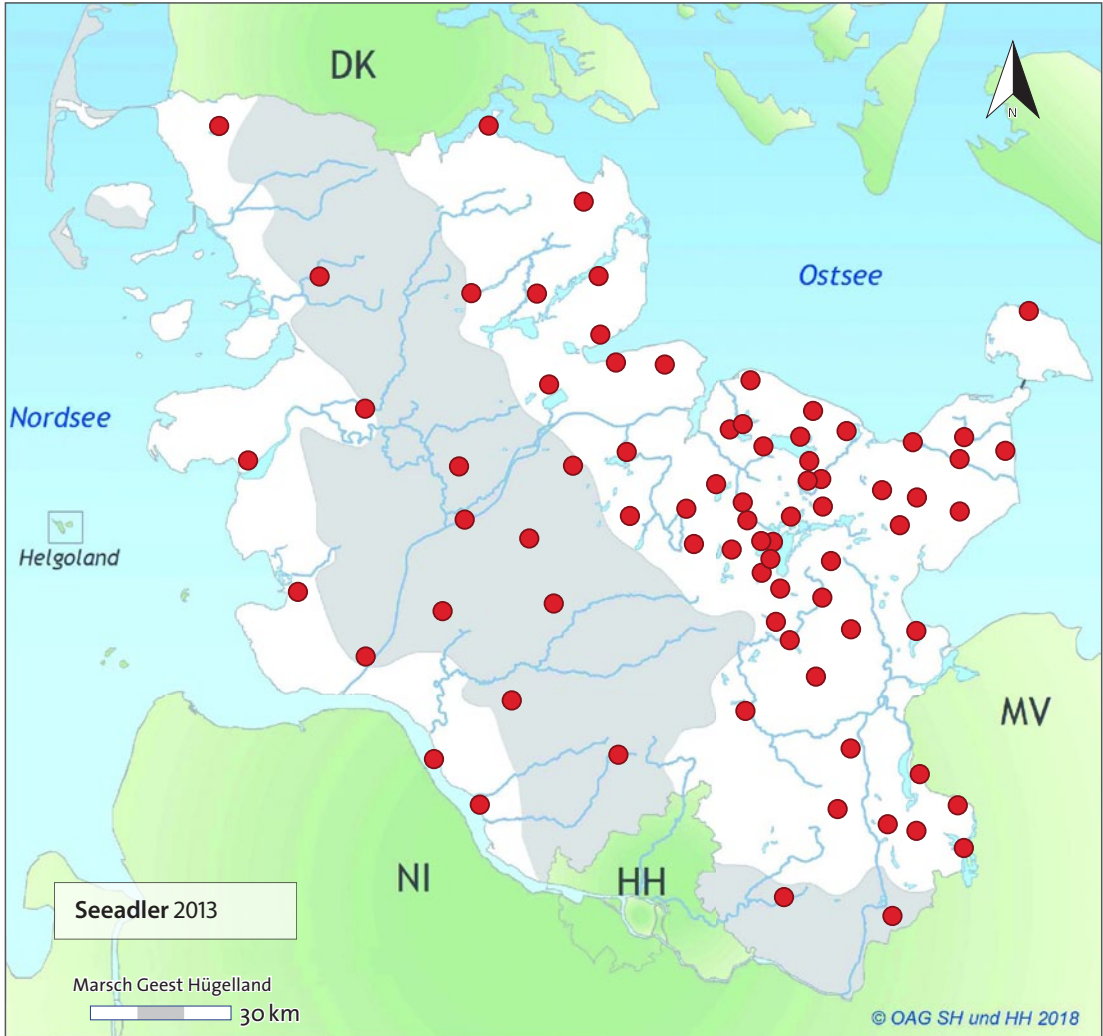 DK
N
Ostsee
Nordsee
Helgoland
MV
NI
HH
Seeadler 2013
Marsch Geest Hügelland
30 km
© OAG SH und HH 2018